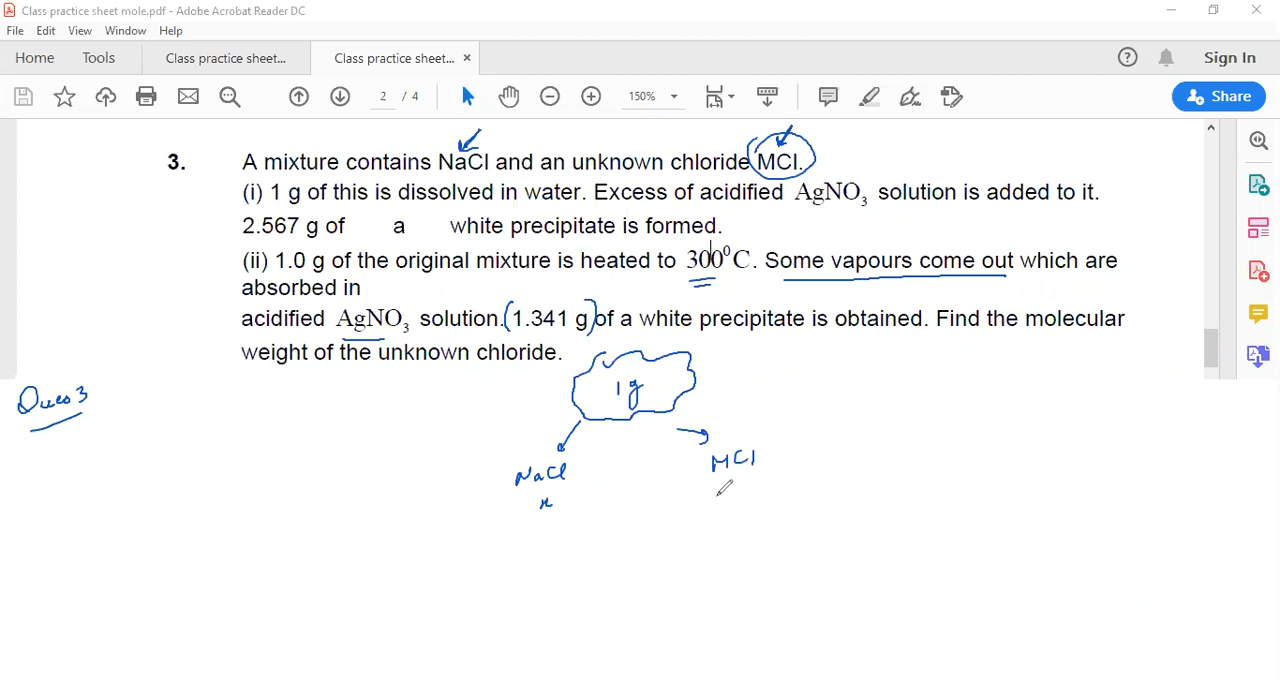 Class practice sheet mole.pdf - Adobe Acrobat Reader DC
File Edit View Window Help
Home Tools Class practice sheet... Class practice sheet... × Sign In
2 / 4 150% Share
3. A mixture contains NaCl and an unknown chloride MCl.
(i) 1 g of this is dissolved in water. Excess of acidified AgNO₃ solution is added to it.
2.567 g of a white precipitate is formed.
(ii) 1.0 g of the original mixture is heated to 300⁰C. Some vapours come out which are
absorbed in
acidified AgNO₃ solution. (1.341 g) of a white precipitate is obtained. Find the molecular
weight of the unknown chloride.
Ques 3
1 g
NaCl MCl
x